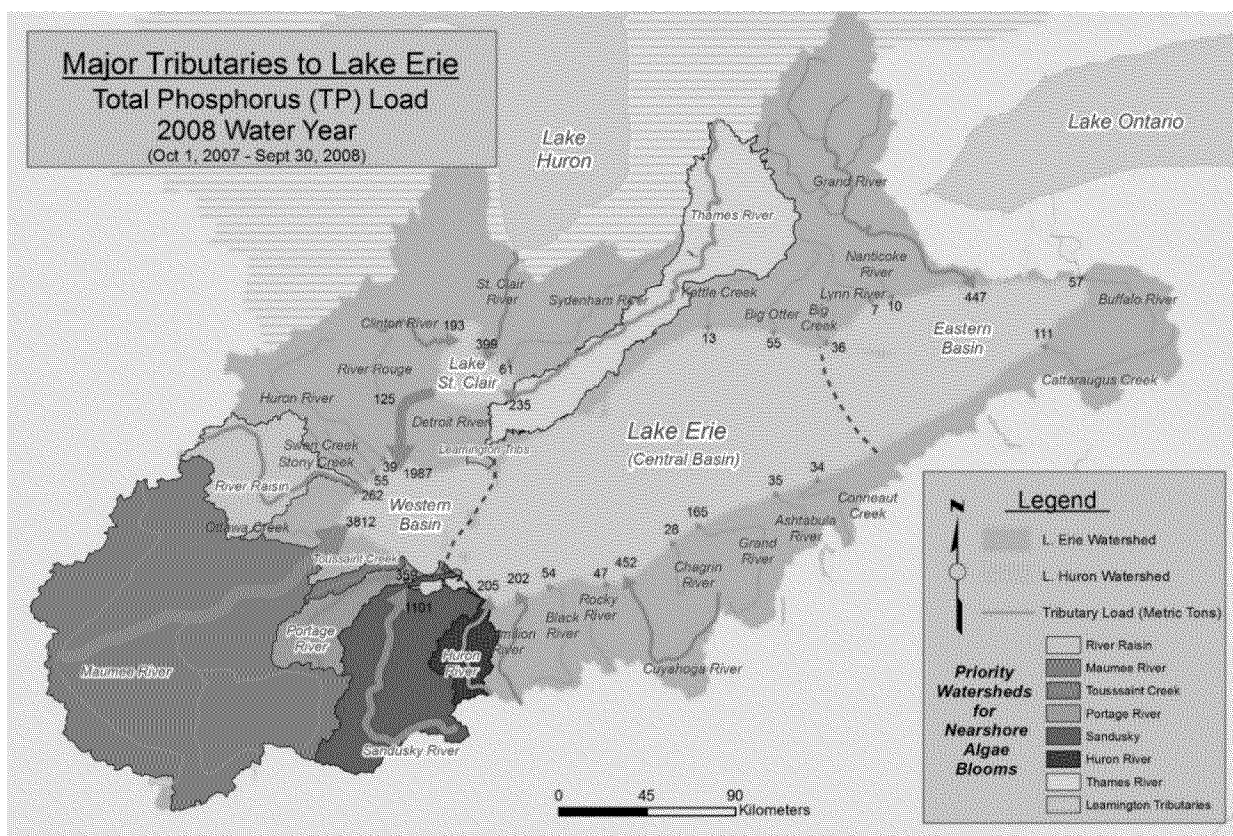 Major Tributaries to Lake Erie
Total Phosphorus (TP) Load
2008 Water Year
(Oct 1, 2007 - Sept 30, 2008)
Lake
Huron
Lake Ontario
Grand River
Thames River
Nanticoke
River
St. Clair
River
Sydenham River
Kettle Creek
Lynn River
10
7
447
57
Buffalo River
Clinton River
193
Big Otter
Big
Creek
Eastern
Basin
111
399
13
55
36
Lake
St. Clair
61
River Rouge
Cattaraugus Creek
Huron River
125
235
Detroit River
Lake Erie
(Central Basin)
Swan Creek
Stony Creek
Leamington Tribs
39
1987
55
34
River Raisin
262
Western
Basin
35
Conneaut
Creek
Ottawa Creek
3812
165
Ashtabula
River
28
Grand
River
Toussaint Creek
452
Chagrin
River
205
202
54
47
1101
Rocky
River
Black
River
Portage
River
Huron
River
Maumee River
Cuyahoga River
Sandusky River
0
45
90
Kilometers
Legend
N
L. Erie Watershed
L. Huron Watershed
Tributary Load (Metric Tons)
Priority
Watersheds
for
Nearshore
Algae
Blooms
River Raisin
Maumee River
Tousssaint Creek
Portage River
Sandusky
Huron River
Thames River
Leamington Tributaries